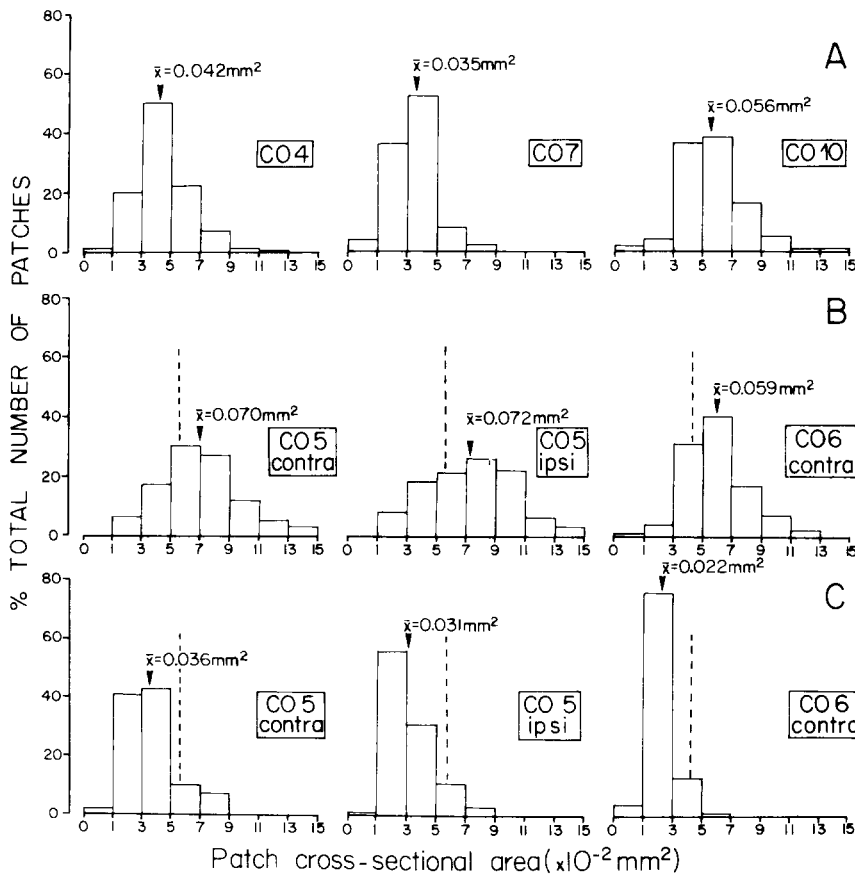 % TOTAL NUMBER OF PATCHES
A
80
60
40
20
0
x̄=0.042mm²
CO4
0 1 3 5 7 9 11 13 15
x̄=0.035mm²
CO7
0 1 3 5 7 9 11 13 15
x̄=0.056mm²
CO10
0 1 3 5 7 9 11 13 15
B
80
60
40
20
0
x̄=0.070mm²
CO5
contra
0 1 3 5 7 9 11 13 15
x̄=0.072mm²
CO5
ipsi
0 1 3 5 7 9 11 13 15
x̄=0.059mm²
CO6
contra
0 1 3 5 7 9 11 13 15
C
80
60
40
20
0
x̄=0.036mm²
CO5
contra
0 1 3 5 7 9 11 13 15
x̄=0.031mm²
CO5
ipsi
0 1 3 5 7 9 11 13 15
x̄=0.022mm²
CO6
contra
0 1 3 5 7 9 11 13 15
Patch cross-sectional area(x10⁻² mm²)